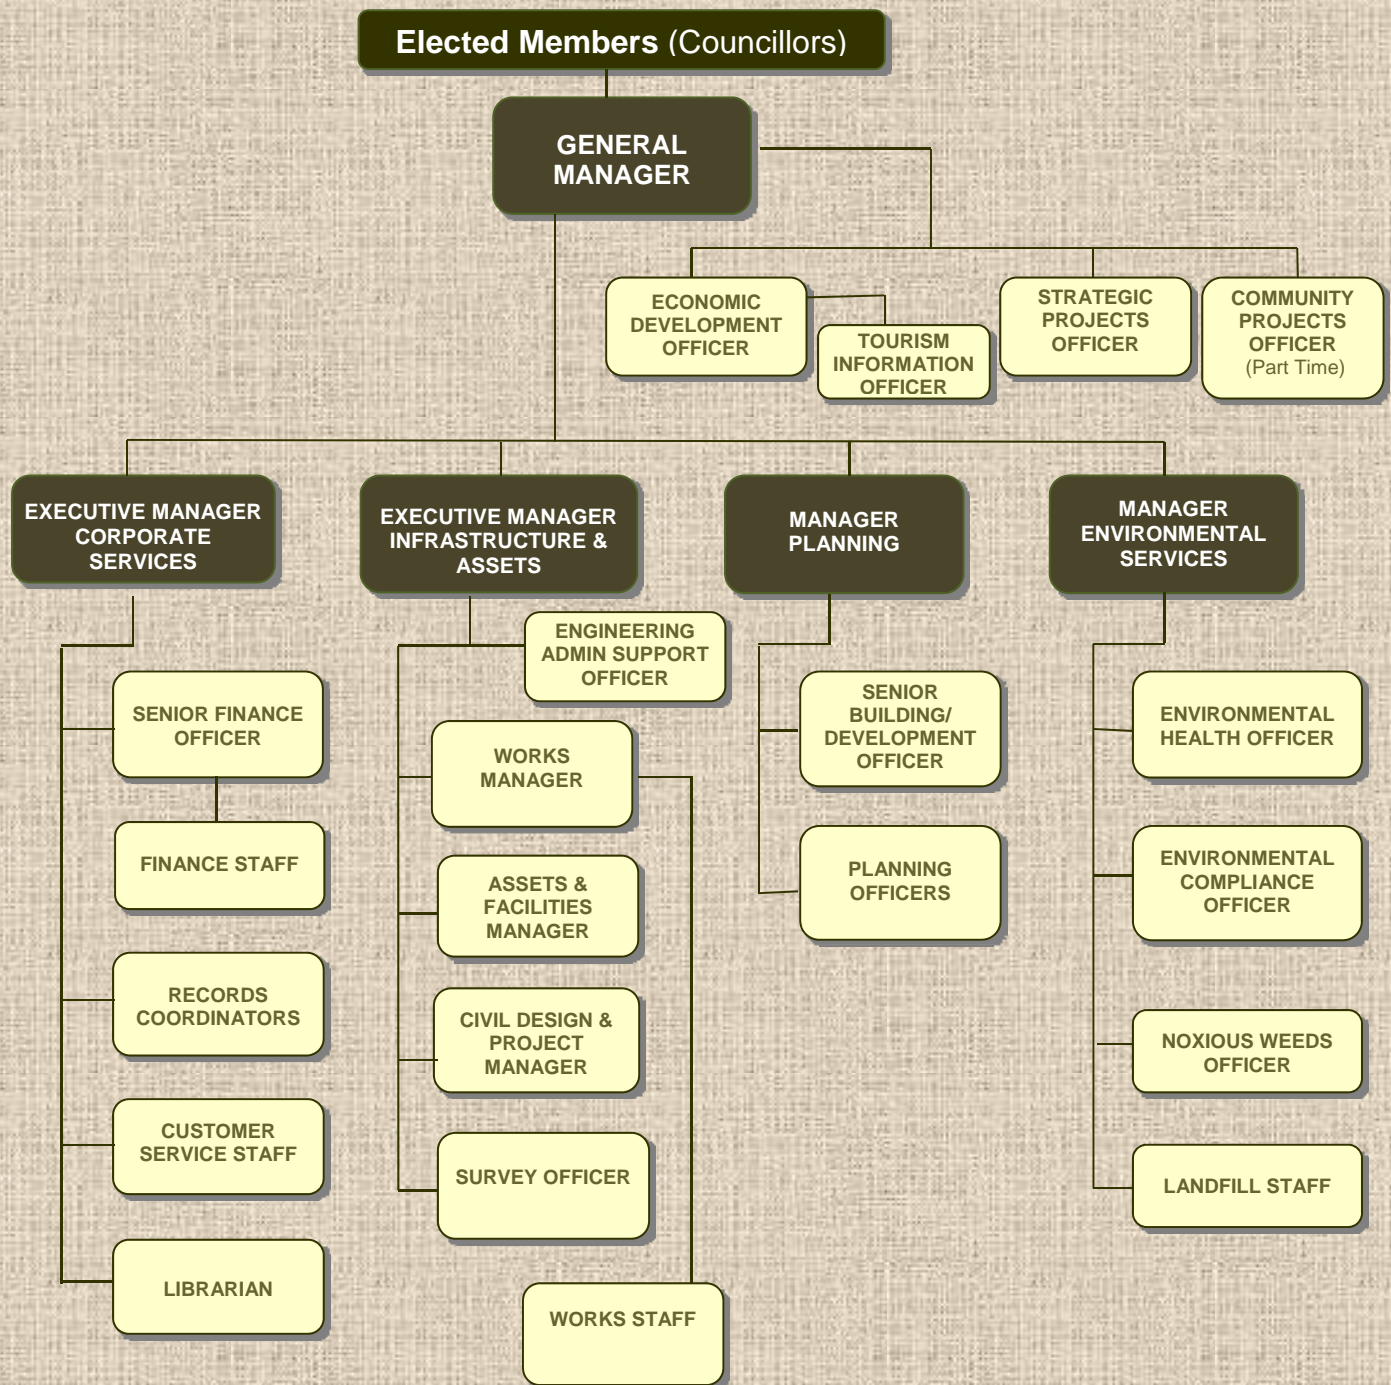 Elected Members (Councillors)
GENERAL
MANAGER
ECONOMIC
DEVELOPMENT
OFFICER
TOURISM
INFORMATION
OFFICER
STRATEGIC
PROJECTS
OFFICER
COMMUNITY
PROJECTS
OFFICER
(Part Time)
EXECUTIVE MANAGER
CORPORATE
SERVICES
EXECUTIVE MANAGER
INFRASTRUCTURE &
ASSETS
MANAGER
PLANNING
MANAGER
ENVIRONMENTAL
SERVICES
SENIOR FINANCE
OFFICER
FINANCE STAFF
RECORDS
COORDINATORS
CUSTOMER
SERVICE STAFF
LIBRARIAN
ENGINEERING
ADMIN SUPPORT
OFFICER
WORKS
MANAGER
ASSETS &
FACILITIES
MANAGER
CIVIL DESIGN &
PROJECT
MANAGER
SURVEY OFFICER
WORKS STAFF
SENIOR
BUILDING/
DEVELOPMENT
OFFICER
PLANNING
OFFICERS
ENVIRONMENTAL
HEALTH OFFICER
ENVIRONMENTAL
COMPLIANCE
OFFICER
NOXIOUS WEEDS
OFFICER
LANDFILL STAFF